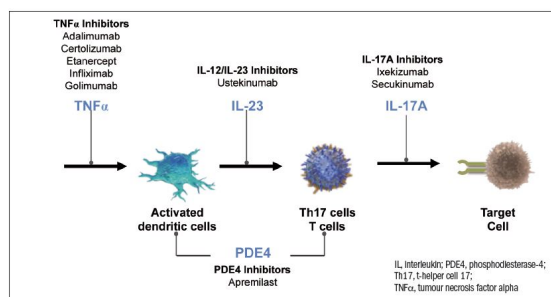 TNFα Inhibitors
Adalimumab
Certolizumab
Etanercept
Infliximab
Golimumab
TNFα
IL-12/IL-23 Inhibitors
Ustekinumab
IL-23
IL-17A Inhibitors
Ixekizumab
Secukinumab
IL-17A
Activated
dendritic cells
Th17 cells
T cells
Target
Cell
PDE4
PDE4 Inhibitors
Apremilast
IL, interleukin; PDE4, phosphodiesterase-4;
Th17, t-helper cell 17;
TNFα, tumour necrosis factor alpha